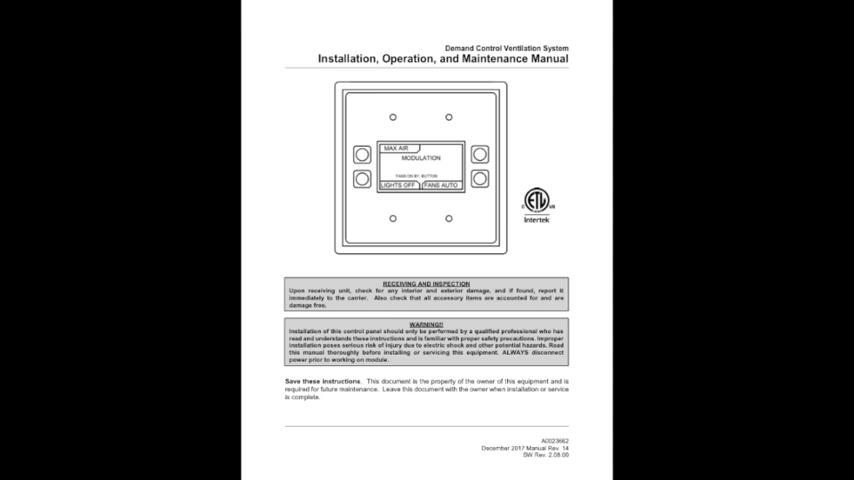 Demand Control Ventilation System
Installation, Operation, and Maintenance Manual
MAX AIR
MODULATION
FANS ON BY: BUTTON
LIGHTS OFF
FANS AUTO
ETL
C
US
Intertek
RECEIVING AND INSPECTION
Upon receiving unit, check for any interior and exterior damage, and if found, report it
immediately to the carrier. Also check that all accessory items are accounted for and are
damage free.
WARNING!!
Installation of this control panel should only be performed by a qualified professional who has
read and understands these instructions and is familiar with proper safety precautions. Improper
installation poses serious risk of injury due to electric shock and other potential hazards. Read
this manual thoroughly before installing or servicing this equipment. ALWAYS disconnect
power prior to working on module.
Save these instructions. This document is the property of the owner of this equipment and is
required for future maintenance. Leave this document with the owner when installation or service
is complete.
A0023662
December 2017 Manual Rev. 14
SW Rev. 2.08.00